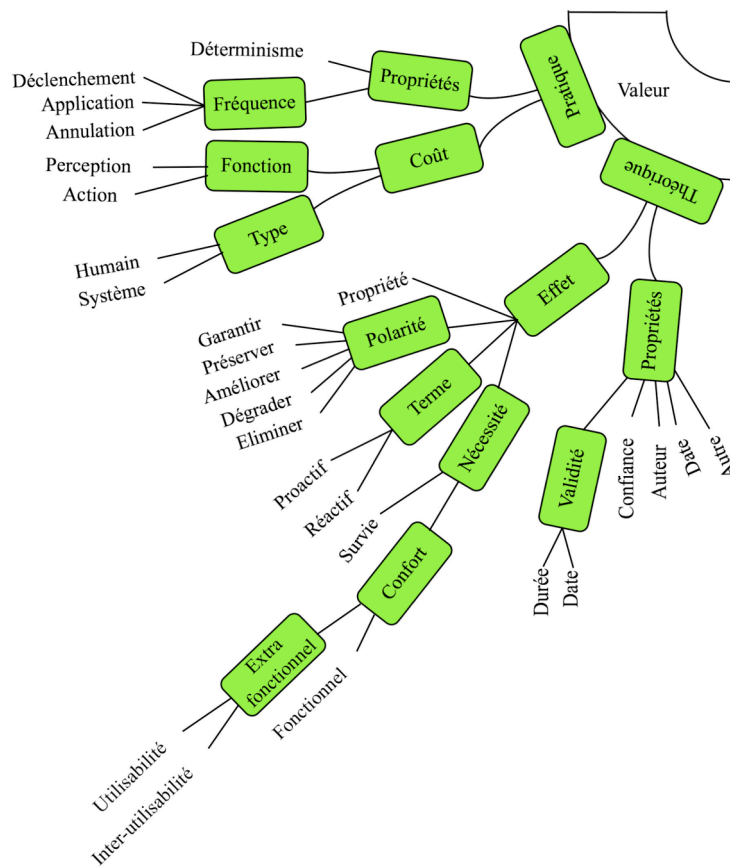 Valeur
Pratique
Propriétés
Déterminisme
Fréquence
Déclenchement
Application
Annulation
Coût
Fonction
Perception
Action
Type
Humain
Système
Théorique
Effet
Propriété
Polarité
Garantir
Préserver
Améliorer
Dégrader
Eliminer
Terme
Proactif
Réactif
Nécessité
Survie
Confort
Extra
fonctionnel
Utilisabilité
Inter-utilisabilité
Fonctionnel
Propriétés
Validité
Durée
Date
Confiance
Auteur
Date
Autre